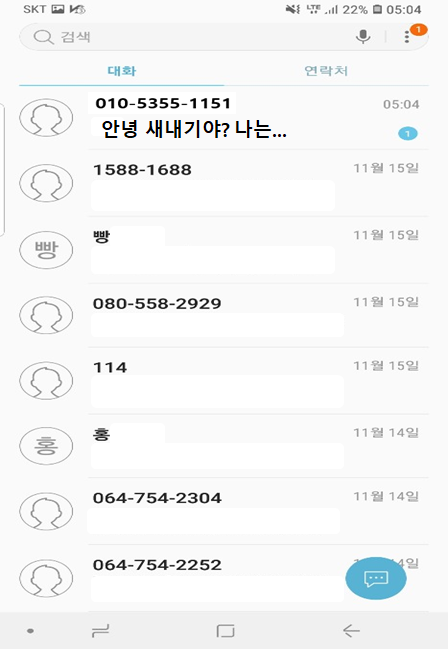 SKT LTE 22% 05:04
검색 1
대화 연락처
010-5355-1151 05:04
안녕 새내기야? 나는... 1
1588-1688 11월 15일
빵 빵 11월 15일
080-558-2929 11월 15일
114 11월 15일
홍 홍 11월 14일
064-754-2304 11월 14일
064-754-2252 14일